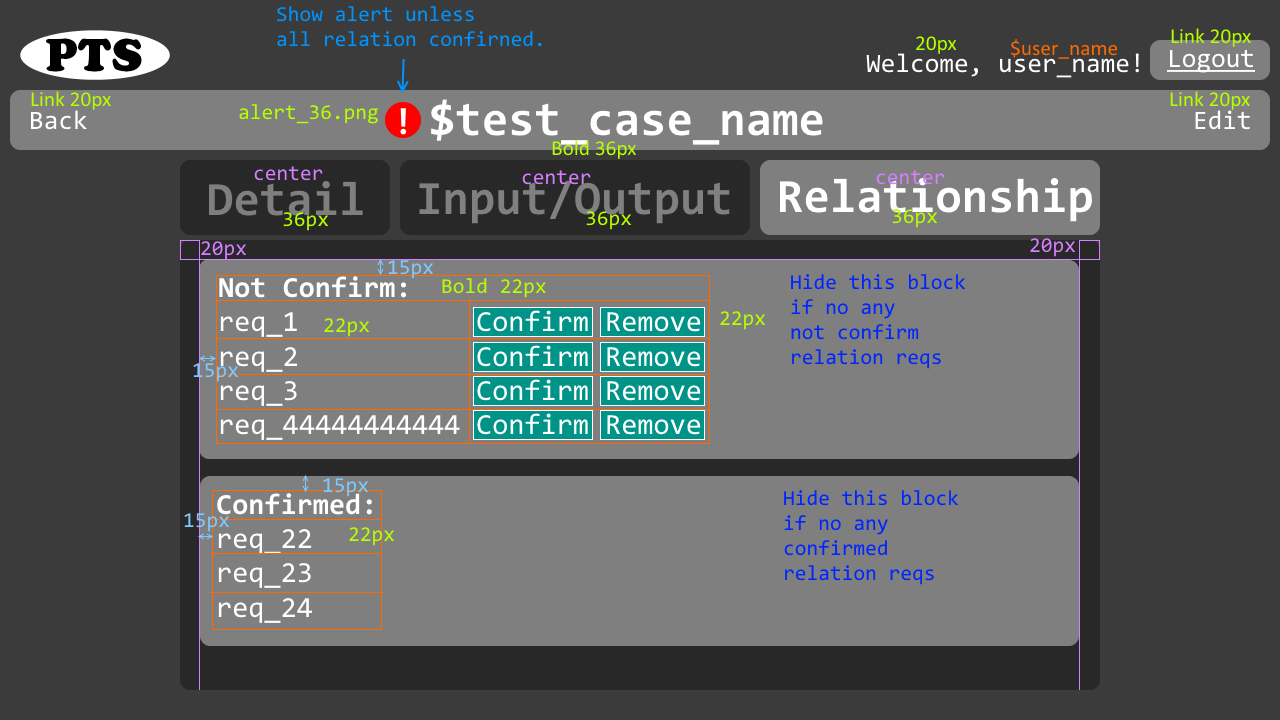 Show alert unless
all relation confirmed.
PTS
20px
$user_name
Link 20px
Welcome, user_name!
Logout
Link 20px
Back
alert_36.png
!
$test_case_name
Bold 36px
Link 20px
Edit
center
Detail
36px
center
Input/Output
36px
center
Relationship
36px
20px
20px
15px
Not Confirm:
Bold 22px
req_1
22px
Confirm
Remove
22px
15px
req_2
Confirm
Remove
req_3
Confirm
Remove
req_44444444444
Confirm
Remove
Hide this block
if no any
not confirm
relation reqs
15px
Confirmed:
15px
req_22
22px
req_23
req_24
Hide this block
if no any
confirmed
relation reqs